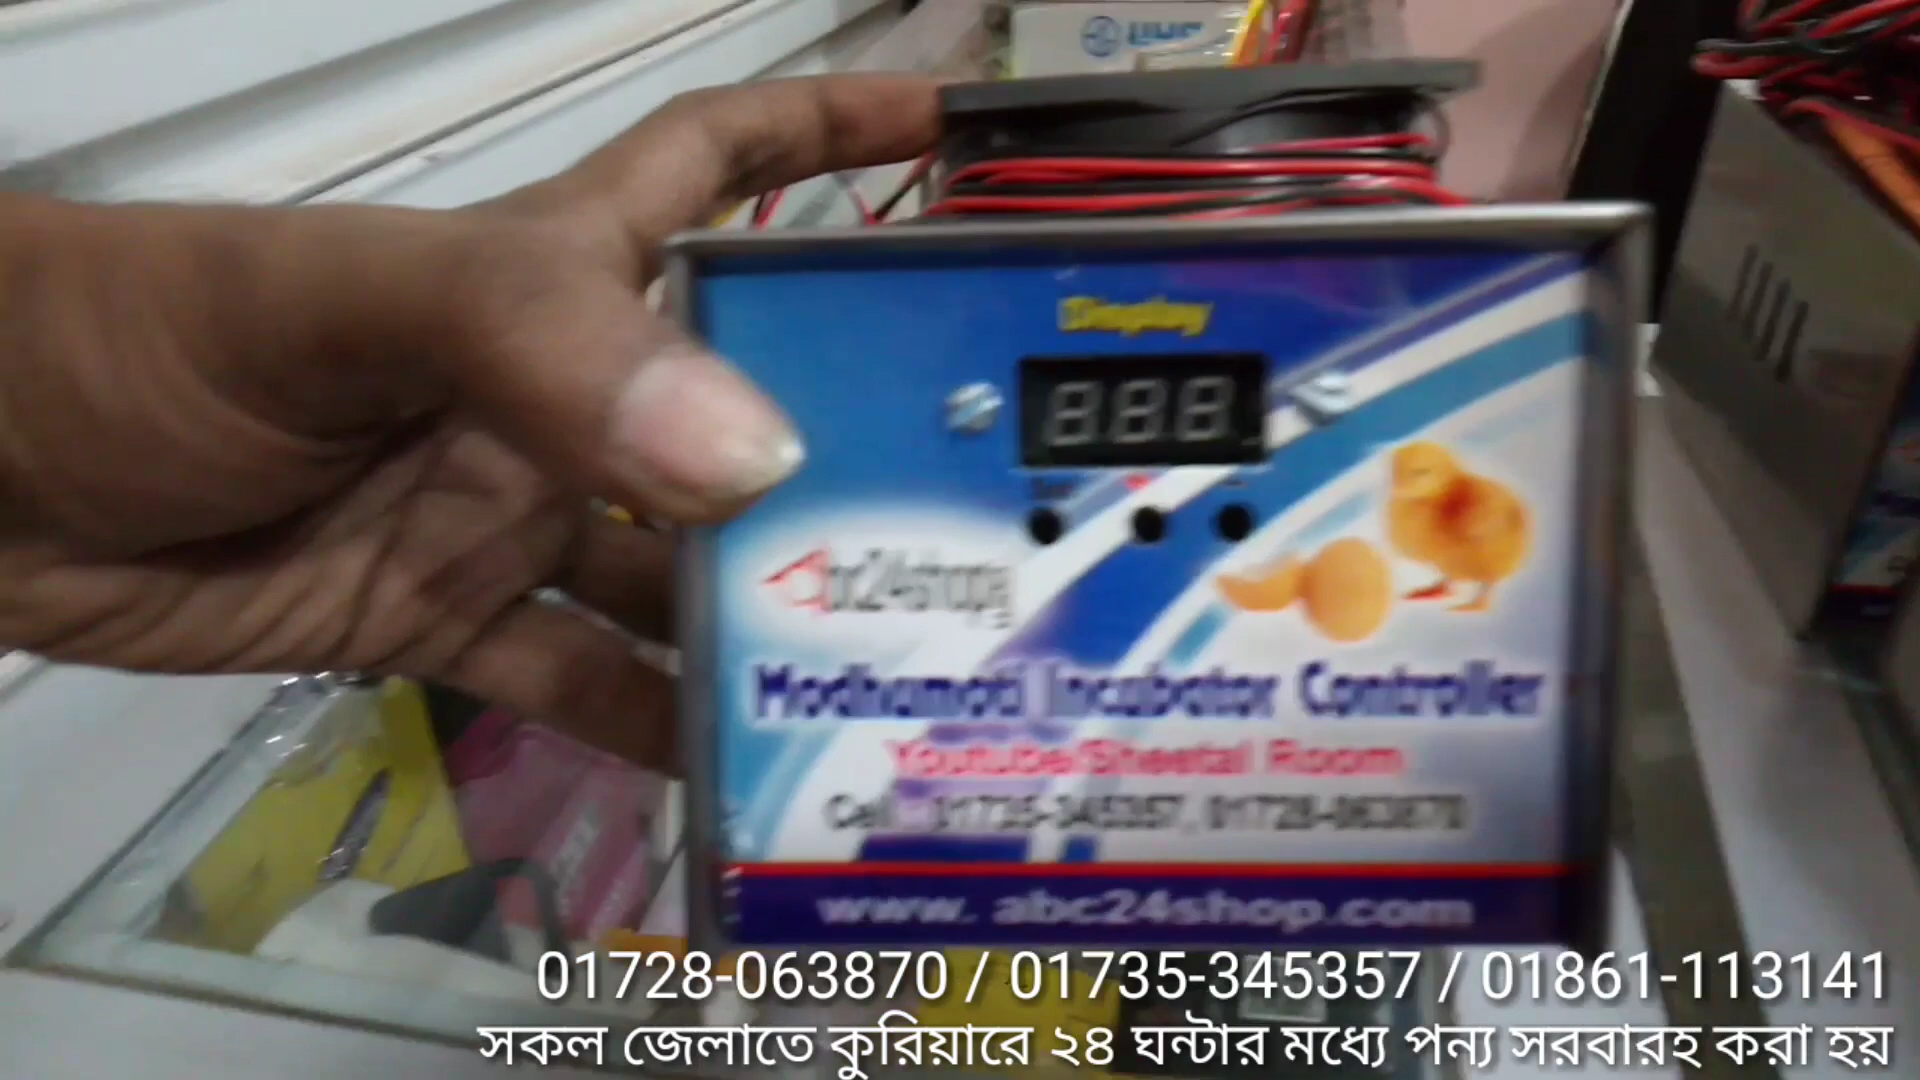 Display
888
Set
abc24shop
Modhumoti Incubator Controller
Youtube/Sheetal Room
Call : 01735-345357, 01728-063870
www. abc24shop.com
01728-063870 / 01735-345357 / 01861-113141
সকল জেলাতে কুরিয়ারে ২৪ ঘন্টার মধ্যে পন্য সরবারহ করা হয়